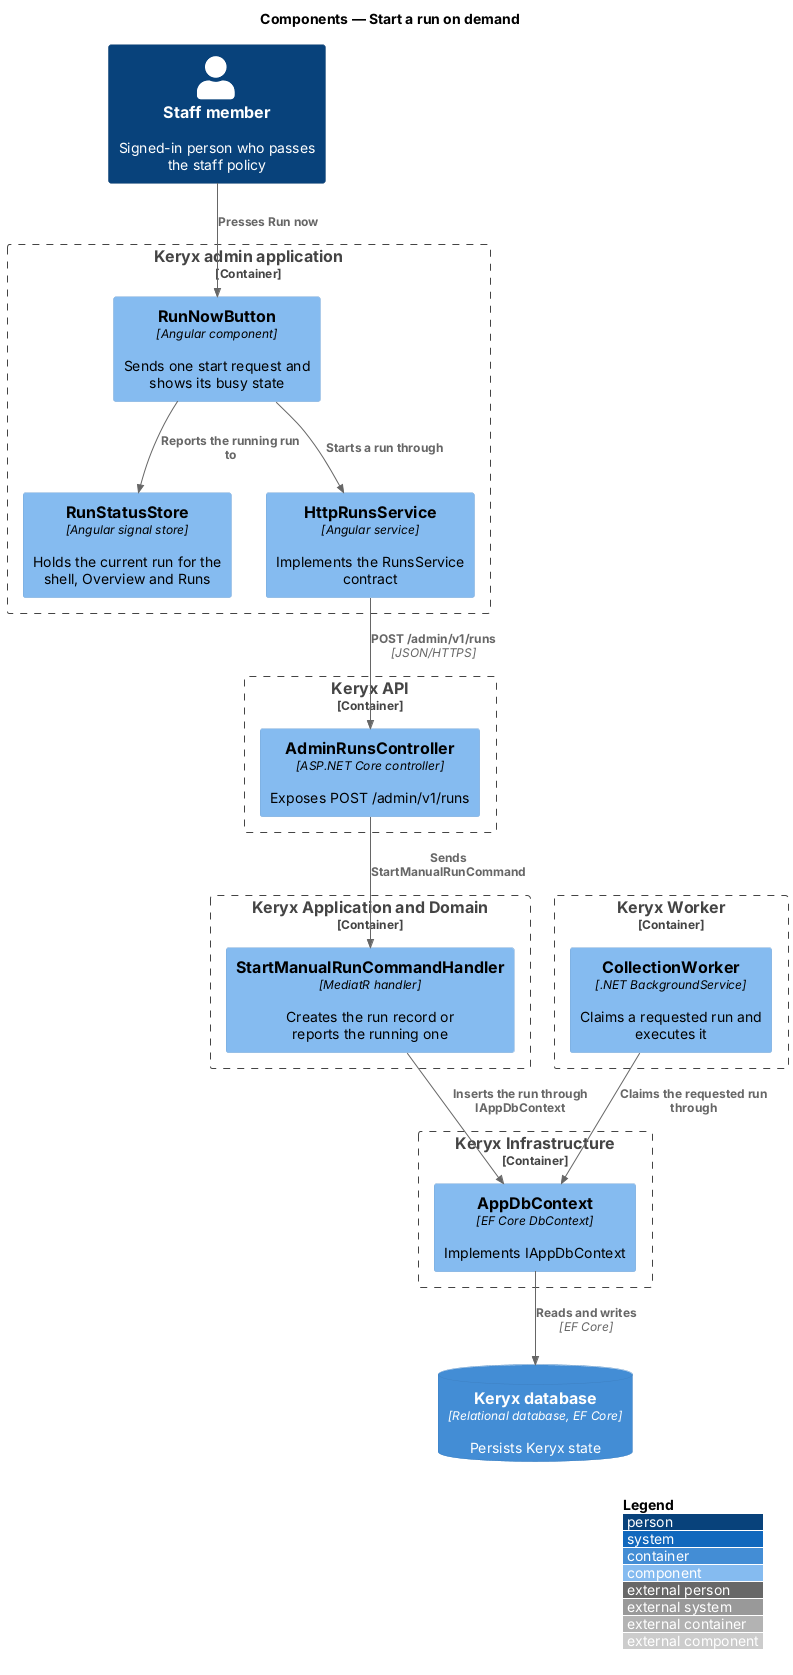 Components — Start a run on demand
Staff member
Signed-in person who passes
the staff policy
Presses Run now
Keryx admin application
[Container]
RunNowButton
[Angular component]
Sends one start request and
shows its busy state
Reports the running run
to
Starts a run through
RunStatusStore
[Angular signal store]
Holds the current run for the
shell, Overview and Runs
HttpRunsService
[Angular service]
Implements the RunsService
contract
POST /admin/v1/runs
[JSON/HTTPS]
Keryx API
[Container]
AdminRunsController
[ASP.NET Core controller]
Exposes POST /admin/v1/runs
Sends
StartManualRunCommand
Keryx Application and Domain
[Container]
StartManualRunCommandHandler
[MediatR handler]
Creates the run record or
reports the running one
Keryx Worker
[Container]
CollectionWorker
[.NET BackgroundService]
Claims a requested run and
executes it
Inserts the run through
IAppDbContext
Claims the requested run
through
Keryx Infrastructure
[Container]
AppDbContext
[EF Core DbContext]
Implements IAppDbContext
Reads and writes
[EF Core]
Keryx database
[Relational database, EF Core]
Persists Keryx state
Legend
person
system
container
component
external person
external system
external container
external component